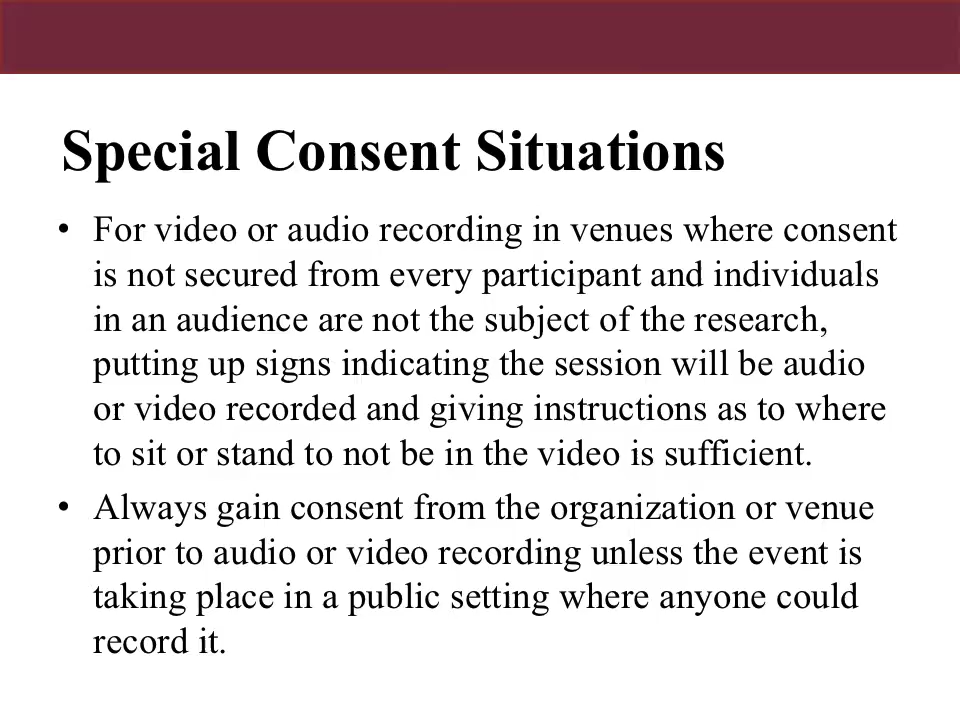 Special Consent Situations
• For video or audio recording in venues where consent
is not secured from every participant and individuals
in an audience are not the subject of the research,
putting up signs indicating the session will be audio
or video recorded and giving instructions as to where
to sit or stand to not be in the video is sufficient.
• Always gain consent from the organization or venue
prior to audio or video recording unless the event is
taking place in a public setting where anyone could
record it.